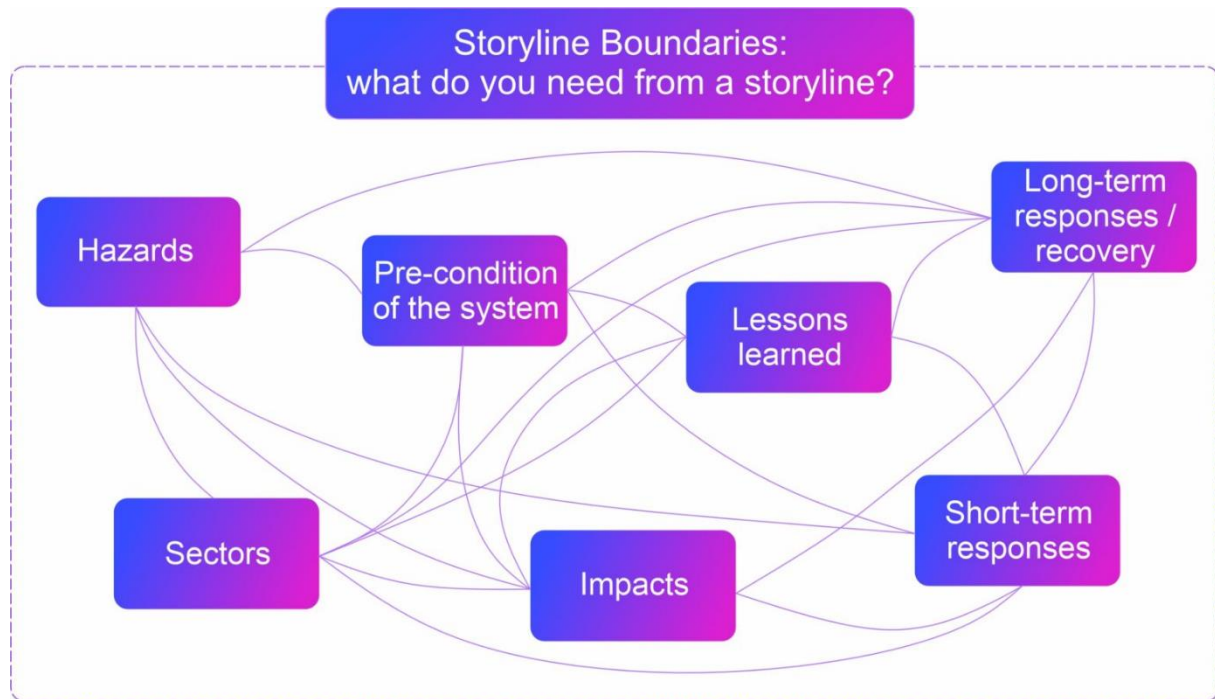 Storyline Boundaries:
what do you need from a storyline?
Hazards
Pre-condition
of the system
Lessons
learned
Long-term
responses /
recovery
Sectors
Impacts
Short-term
responses